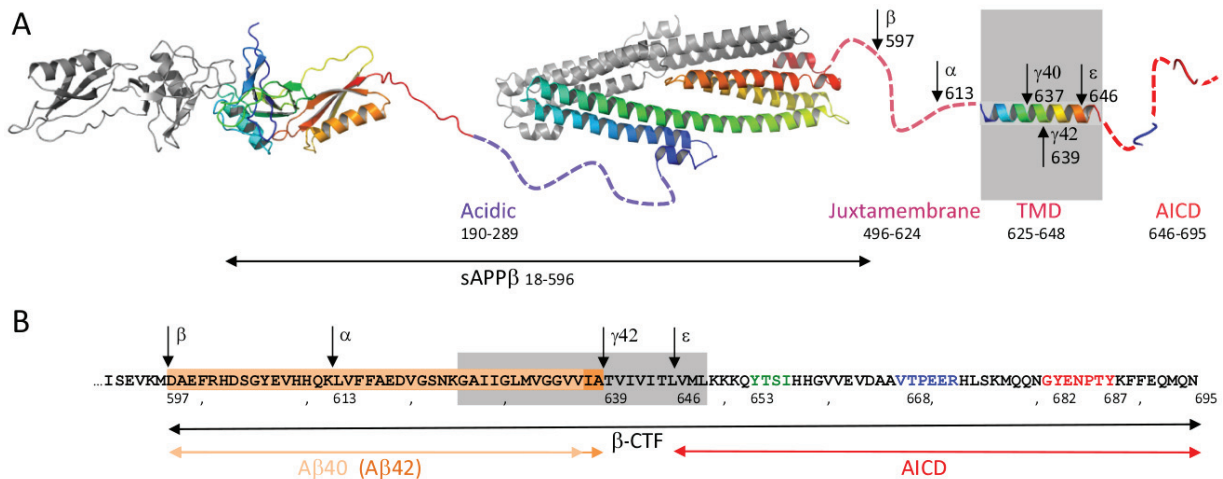 A
β
597
α
613
γ40
637
ε
646
γ42
639
Acidic
190-289
Juxtamembrane
496-624
TMD
625-648
AICD
646-695
sAPPβ 18-596
B
β α γ42 ε
...ISEVKMDAEFRHDSGYEVHHQKLVFFAEDVGSNKGAIIGLMVGGVVIATVIVITLVMLKKKQYTSIHHGVVEVDAAVTPEERHLSKMQQNGYENPTYKFFEQMQN
597 , , 613 , , 639 646 , 653 , 668, , 682 687 , 695
β-CTF
Aβ40 (Aβ42) AICD